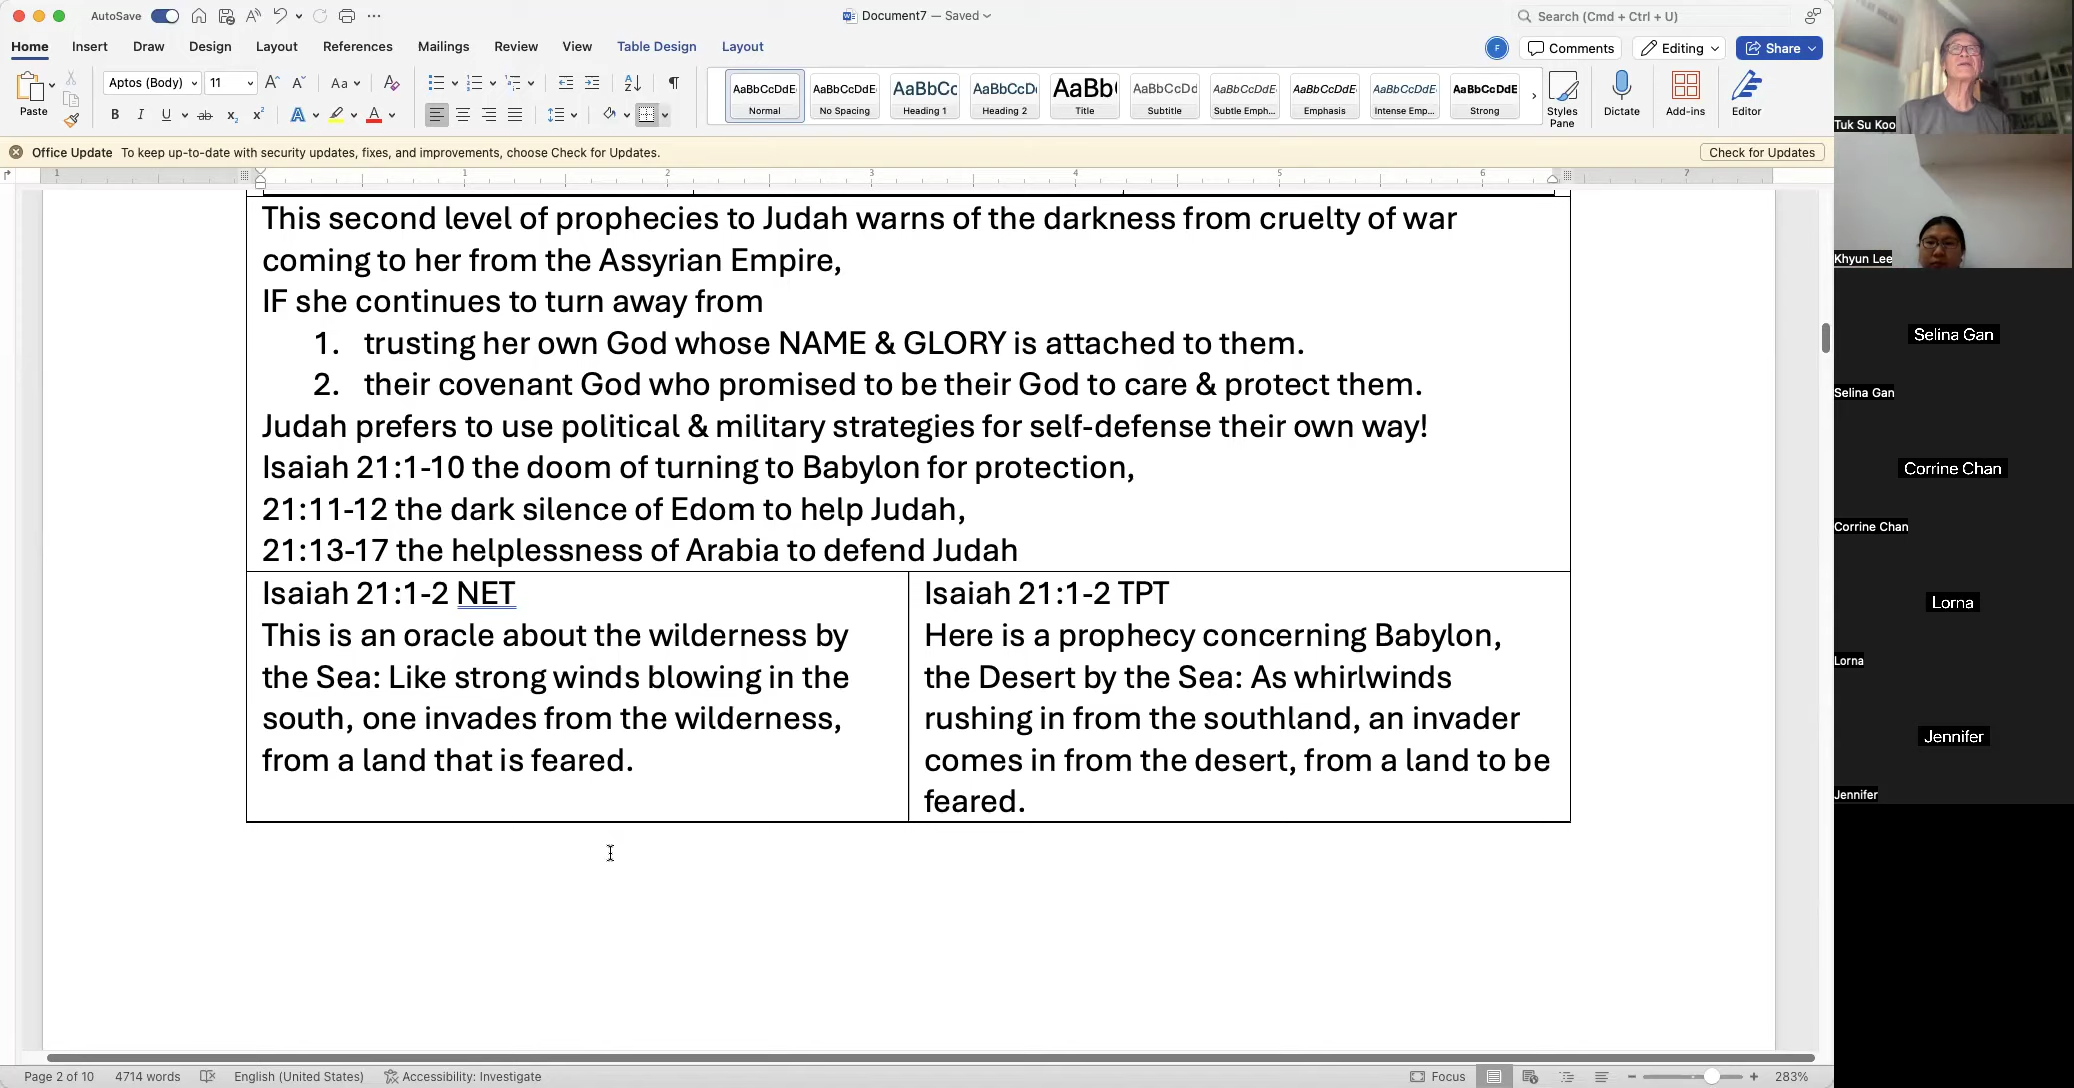 AutoSave
Document7 — Saved
Search (Cmd + Ctrl + U)
Home Insert Draw Design Layout References Mailings Review View Table Design Layout
F
Comments
Editing
Share
Paste
Aptos (Body)
11
AaBbCcDdE
Normal
AaBbCcDdE
No Spacing
AaBbCc
Heading 1
AaBbCcDd
Heading 2
AaBb
Title
AaBbCcDd
Subtitle
AaBbCcDdE
Subtle Emph...
AaBbCcDdE
Emphasis
AaBbCcDdE
Intense Emp...
AaBbCcDdE
Strong
Styles
Pane
Dictate
Add-ins
Editor
Office Update To keep up-to-date with security updates, fixes, and improvements, choose Check for Updates.
Check for Updates
1 1 2 3 4 5 6 7
This second level of prophecies to Judah warns of the darkness from cruelty of war
coming to her from the Assyrian Empire,
IF she continues to turn away from
1. trusting her own God whose NAME & GLORY is attached to them.
2. their covenant God who promised to be their God to care & protect them.
Judah prefers to use political & military strategies for self-defense their own way!
Isaiah 21:1-10 the doom of turning to Babylon for protection,
21:11-12 the dark silence of Edom to help Judah,
21:13-17 the helplessness of Arabia to defend Judah
Isaiah 21:1-2 NET
This is an oracle about the wilderness by
the Sea: Like strong winds blowing in the
south, one invades from the wilderness,
from a land that is feared.
Isaiah 21:1-2 TPT
Here is a prophecy concerning Babylon,
the Desert by the Sea: As whirlwinds
rushing in from the southland, an invader
comes in from the desert, from a land to be
feared.
Tuk Su Koo
Khyun Lee
Selina Gan
Selina Gan
Corrine Chan
Corrine Chan
Lorna
Lorna
Jennifer
Jennifer
Page 2 of 10
4714 words
English (United States)
Accessibility: Investigate
Focus
283%